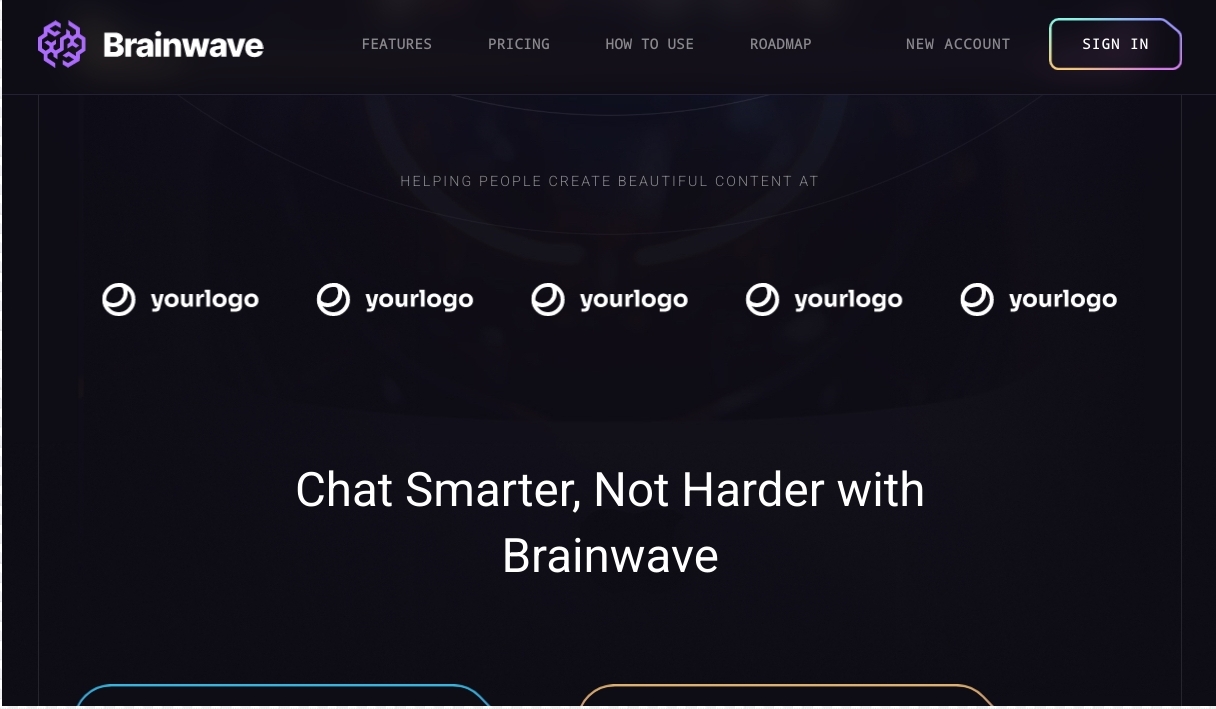 Brainwave FEATURES PRICING HOW TO USE ROADMAP NEW ACCOUNT SIGN IN
HELPING PEOPLE CREATE BEAUTIFUL CONTENT AT
yourlogo yourlogo yourlogo yourlogo yourlogo
Chat Smarter, Not Harder with
Brainwave